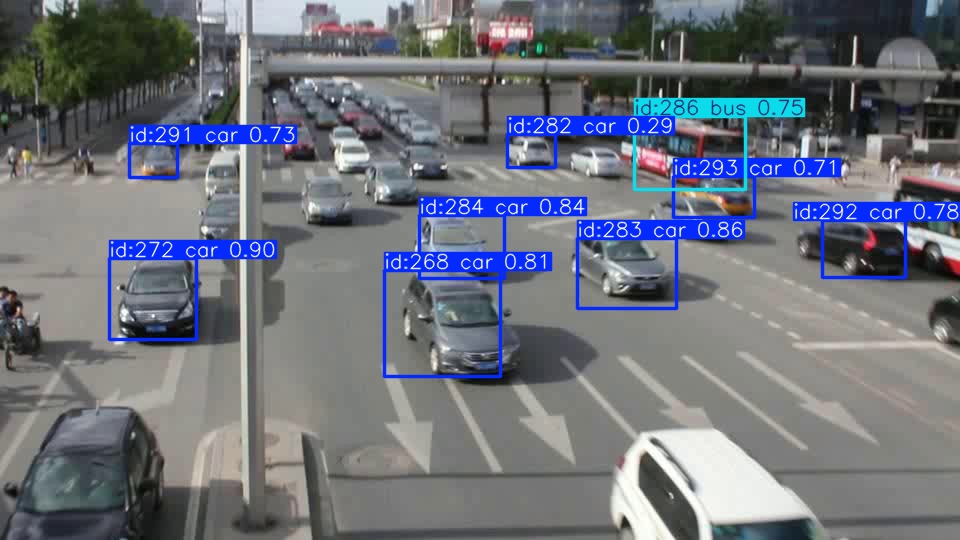 id:286 bus 0.75
id:291 car 0.73
id:282 car 0.29
id:293 car 0.71
id:284 car 0.84
id:292 car 0.78
id:283 car 0.86
id:272 car 0.90
id:268 car 0.81